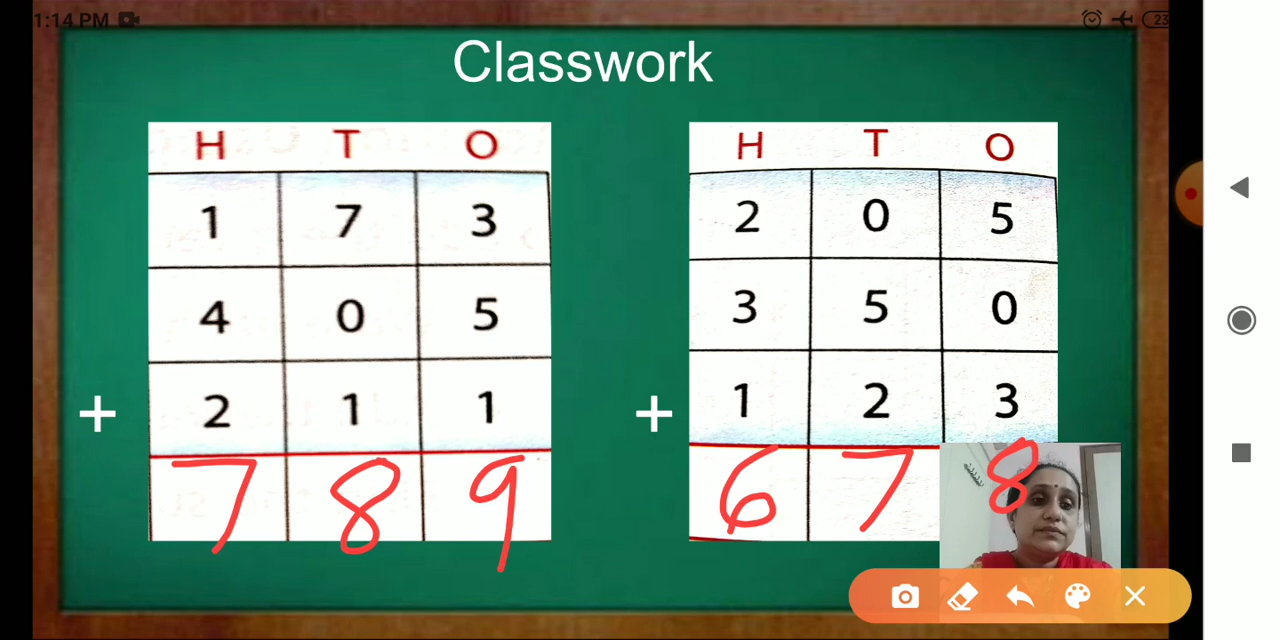 1:14 PM
23
Classwork
H T O
1 7 3
4 0 5
+ 2 1 1
7 8 9
H T O
2 0 5
3 5 0
+ 1 2 3
6 7 8